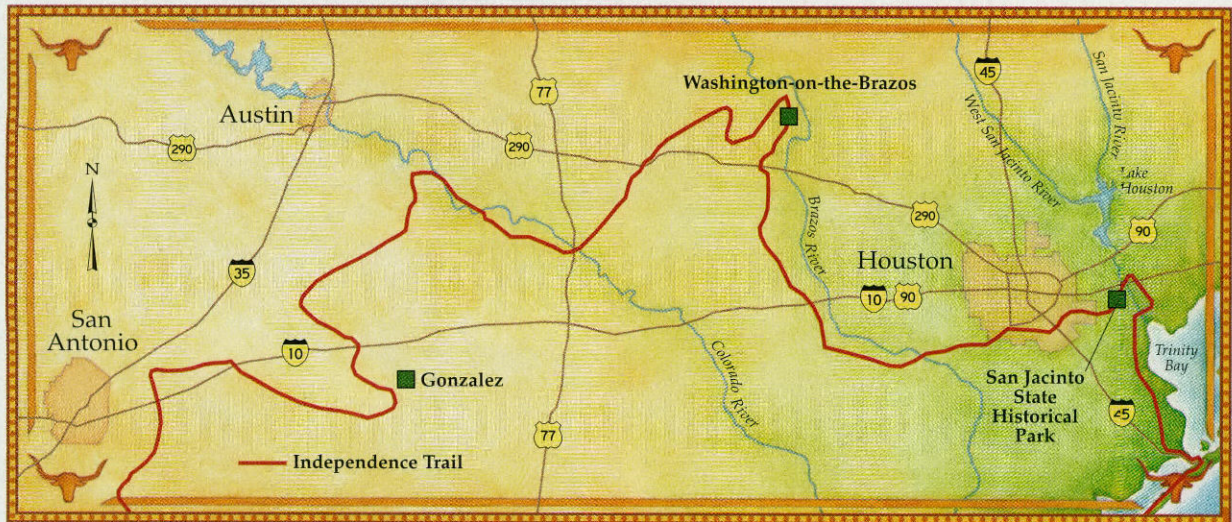 Washington-on-the-Brazos
Austin
77
45
290
290
West San Jacinto River
San Jacinto River
Lake
Houston
N
290
90
Brazos River
35
Houston
10
90
San
Antonio
10
Colorado River
Trinity
Bay
Gonzalez
San Jacinto
State
Historical
Park
77
45
Independence Trail